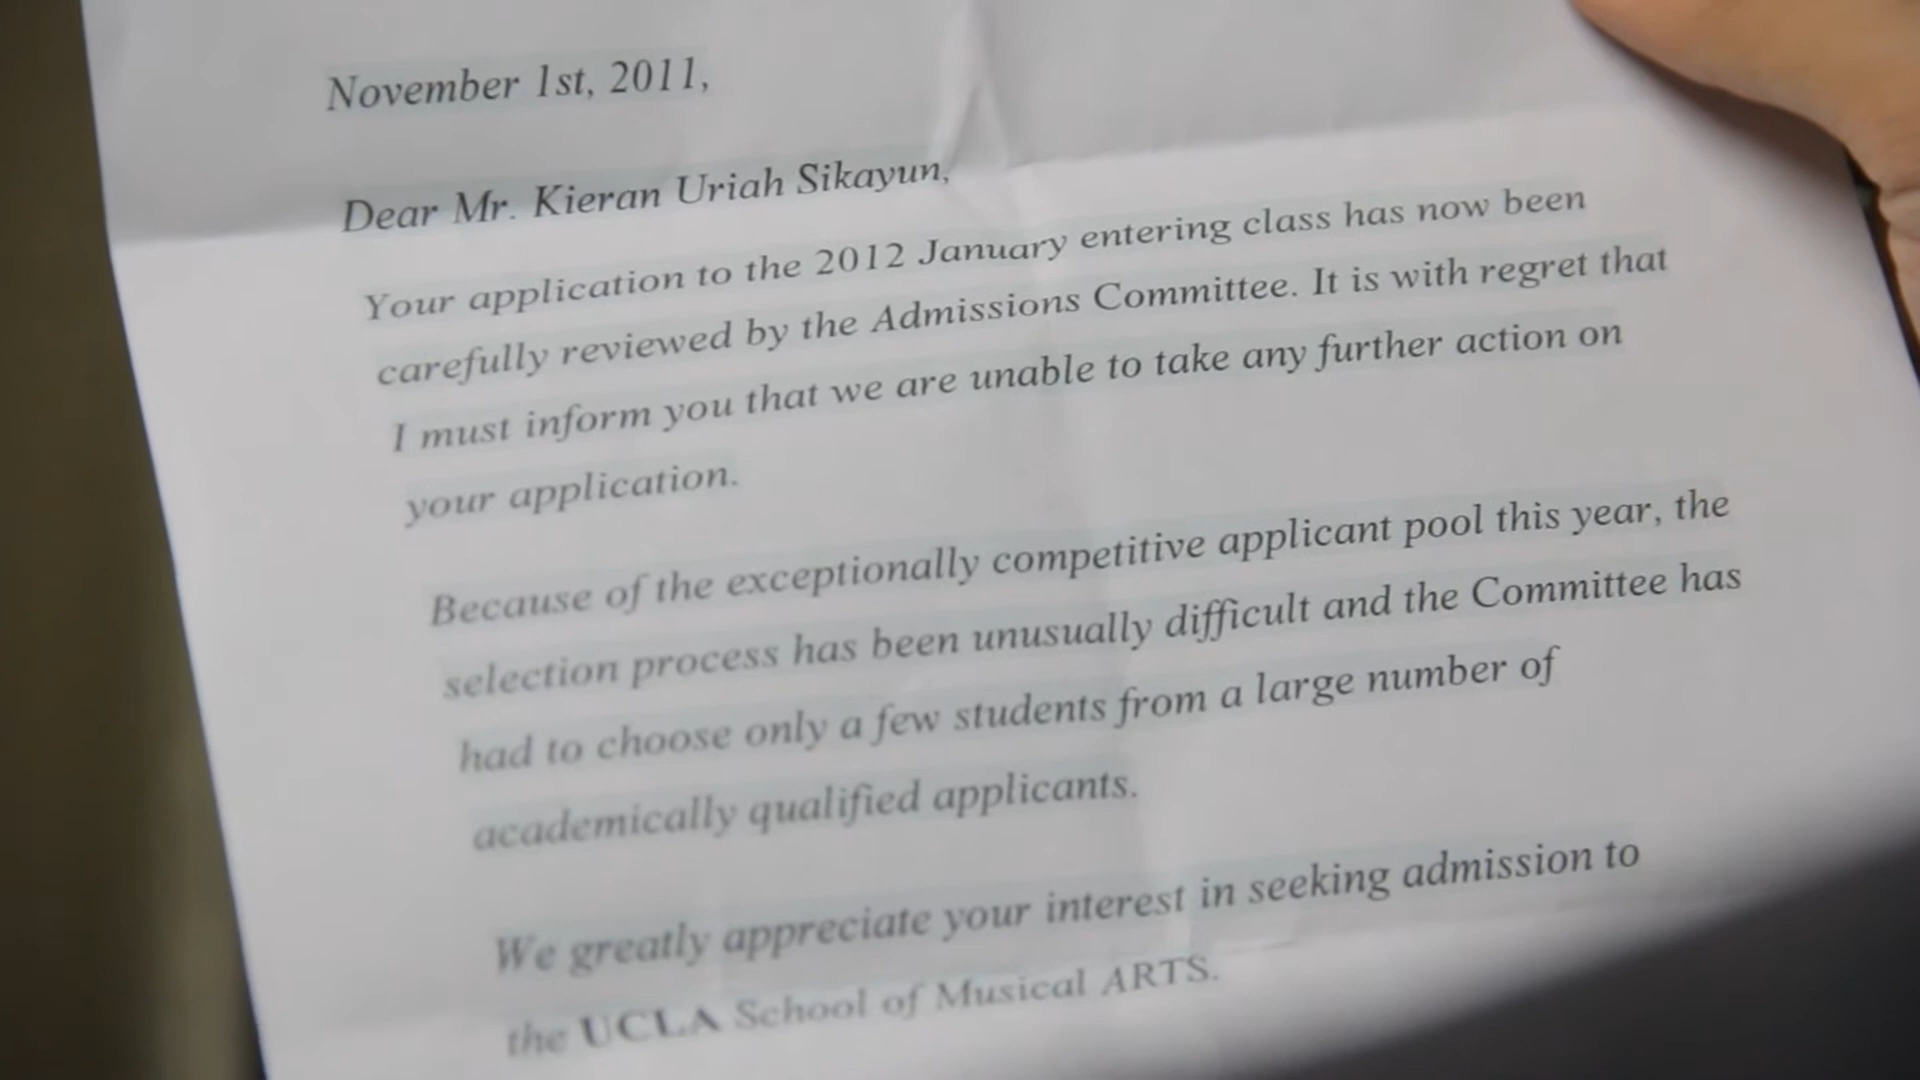 November 1st, 2011,
Dear Mr. Kieran Uriah Sikayun,
Your application to the 2012 January entering class has now been
carefully reviewed by the Admissions Committee. It is with regret that
I must inform you that we are unable to take any further action on
your application.
Because of the exceptionally competitive applicant pool this year, the
selection process has been unusually difficult and the Committee has
had to choose only a few students from a large number of
academically qualified applicants.
We greatly appreciate your interest in seeking admission to
the UCLA School of Musical ARTS.